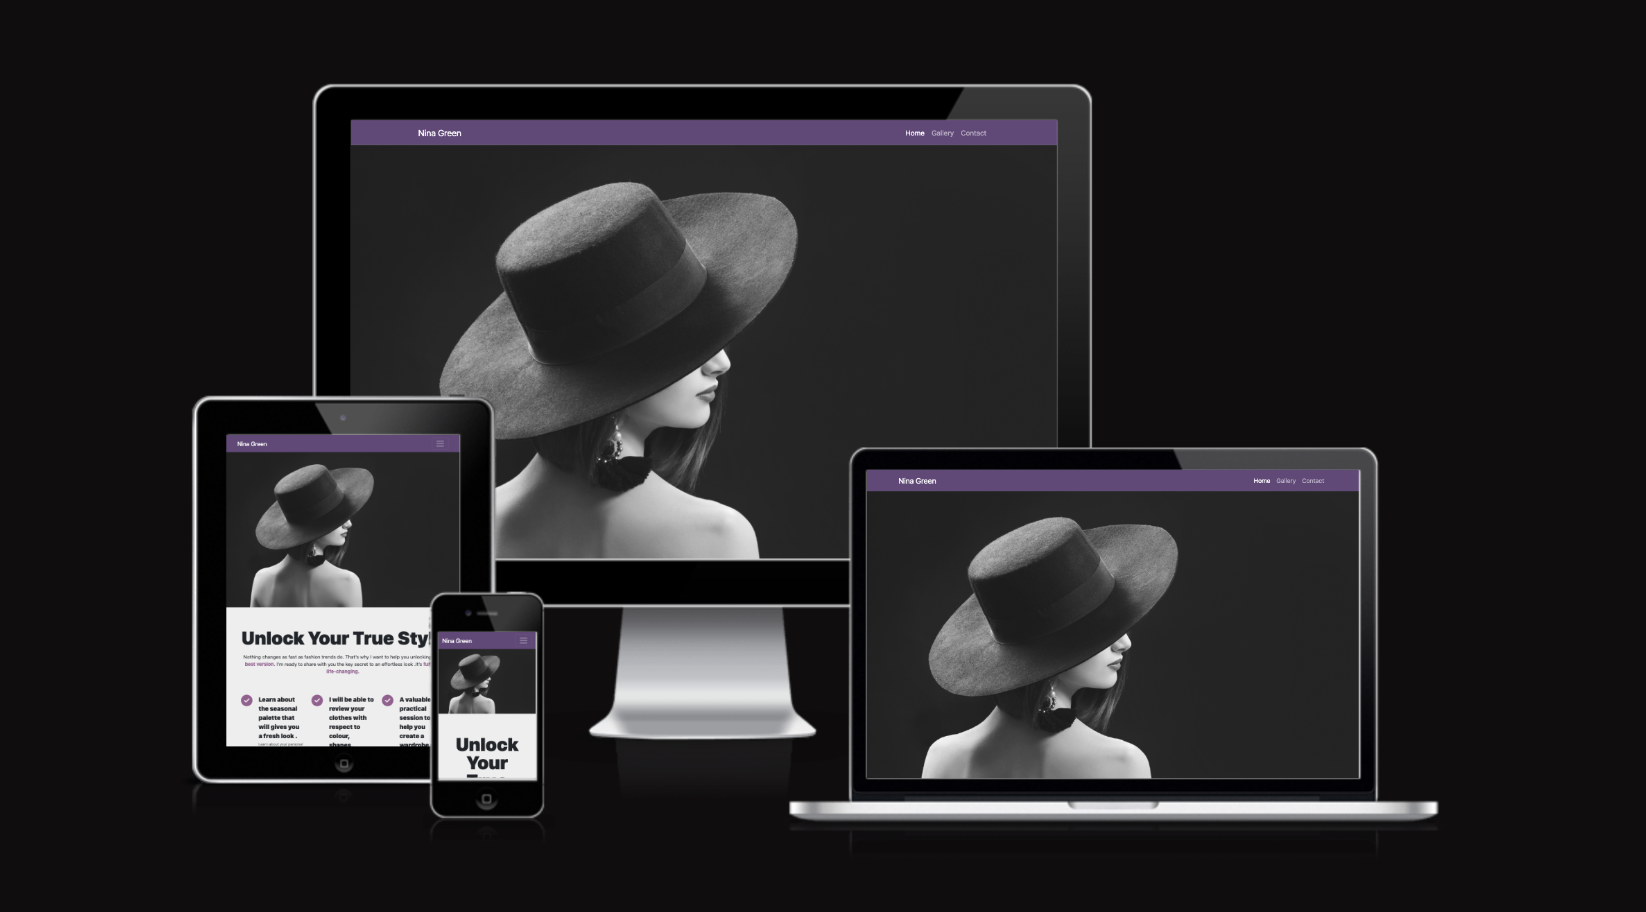 Nina Green
Home Gallery Contact
Nina Green
Unlock Your True Sty
Nothing changes as fast as fashion trends do. That's why I want to help you unlocking
best version. I'm ready to share with you the key secret to an effortless look .It's
life-changing.
Learn about
the seasonal
palette that
will gives you
a fresh look .
Learn about your personal
I will be able to
review your
clothes with
respect to
colour,
shapes
A valuable
practical
session to
help you
create a
wardrobe
Nina Green
Unlock
Your
Nina Green
Home Gallery Contact